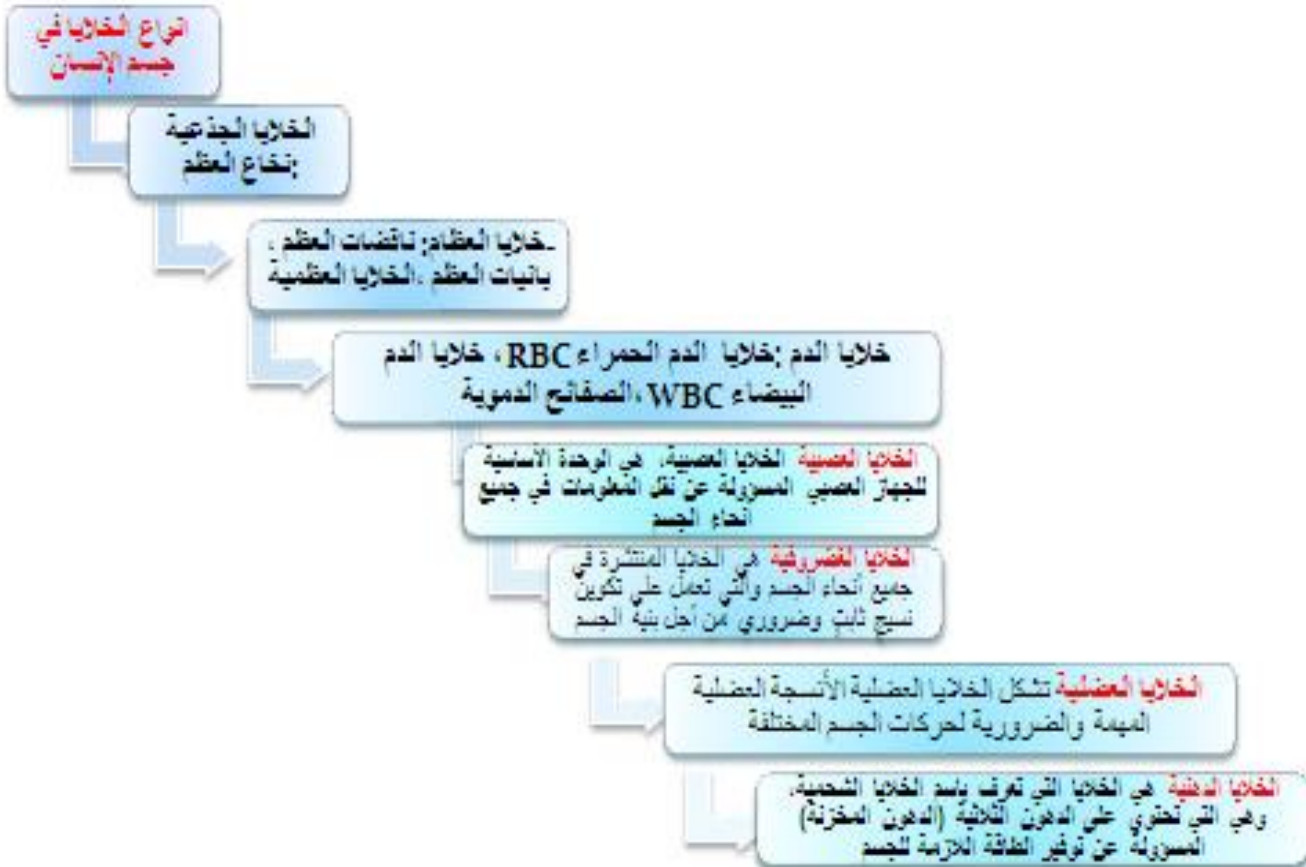 انواع الخلايا في
جسم الإنسان
الخلايا الجذعية
:نخاع العظم
-خلايا العظام: ناقضات العظم ،
بانيات العظم ،الخلايا العظمية
خلايا الدم :خلايا الدم الحمراء RBC، خلايا الدم
البيضاء WBC ،الصفائح الدموية
الخلايا العصبية الخلايا العصبية، هي الوحدة الأساسية
للجهاز العصبي المسؤولة عن نقل المعلومات في جميع
انحاء الجسم
الخلايا الغضروفية هي الخلايا المنتشرة في
جميع أنحاء الجسم والتي تعمل على تكوين
نسيج ثابت وضروري من أجل بنية الجسم
الخلايا العضلية تشكل الخلايا العضلية الأنسجة العضلية
المهمة والضرورية لحركات الجسم المختلفة
الخلايا الدهنية هي الخلايا التي تعرف باسم الخلايا الشحمية،
وهي التي تحتوي على الدهون الثلاثية (الدهون المخزنة)
المسؤولة عن توفير الطاقة اللازمة للجسم